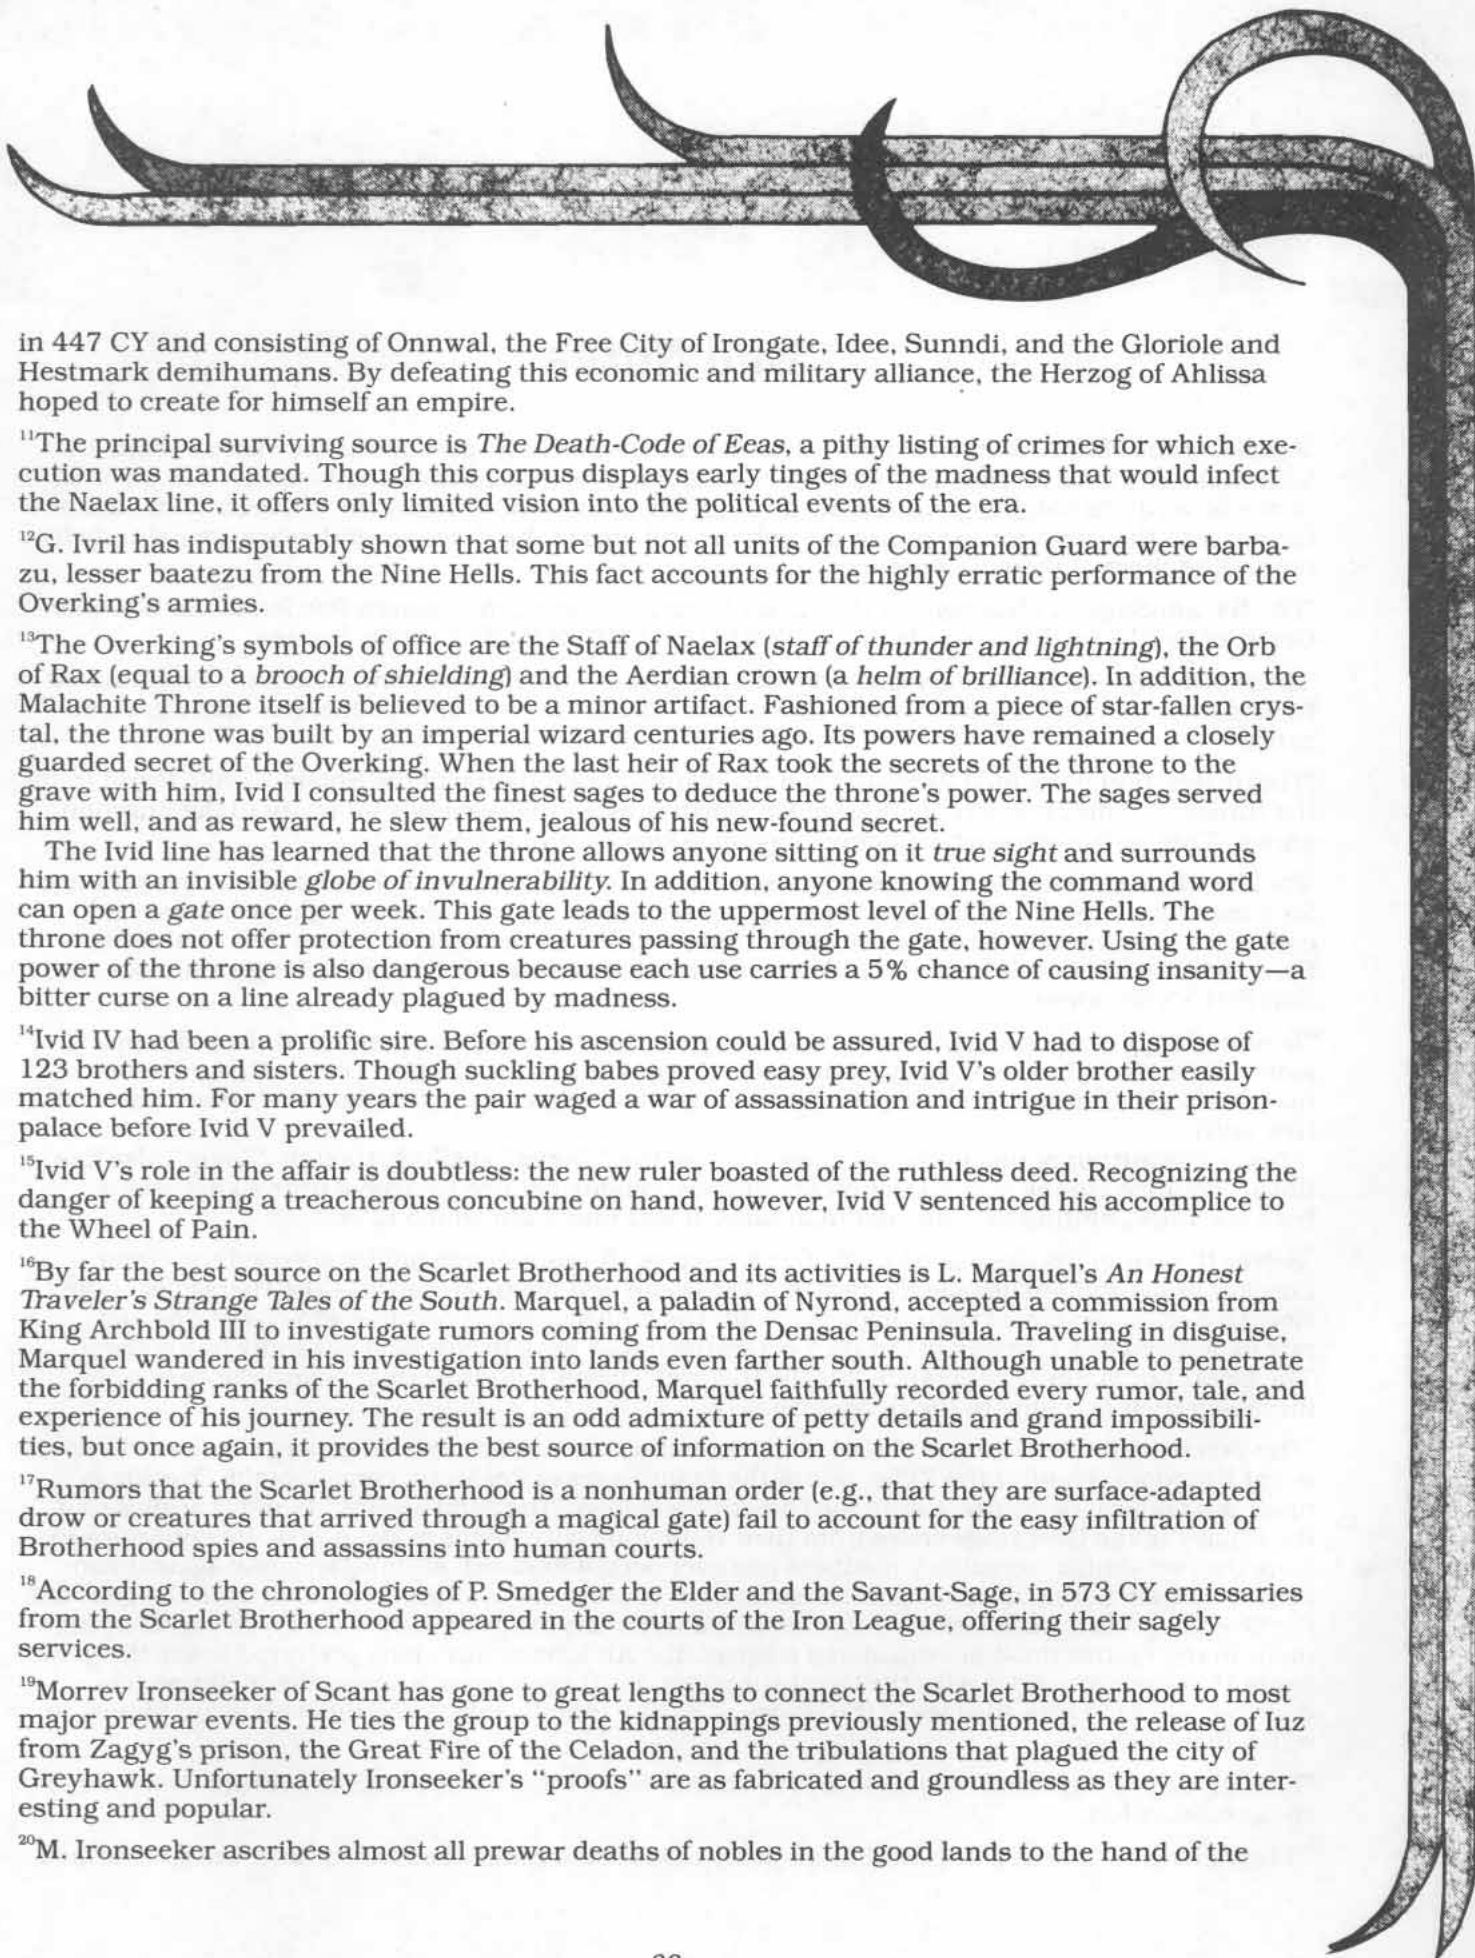 in 447 CY and consisting of Onnwal, the Free City of Irongate, Idee, Sunndi, and the Gloriole and
Hestmark demihumans. By defeating this economic and military alliance, the Herzog of Ahlissa
hoped to create for himself an empire.
¹¹The principal surviving source is The Death-Code of Eeas, a pithy listing of crimes for which exe-
cution was mandated. Though this corpus displays early tinges of the madness that would infect
the Naelax line, it offers only limited vision into the political events of the era.
¹²G. Ivril has indisputably shown that some but not all units of the Companion Guard were barba-
zu, lesser baatezu from the Nine Hells. This fact accounts for the highly erratic performance of the
Overking's armies.
¹³The Overking's symbols of office are the Staff of Naelax (staff of thunder and lightning), the Orb
of Rax (equal to a brooch of shielding) and the Aerdian crown (a helm of brilliance). In addition, the
Malachite Throne itself is believed to be a minor artifact. Fashioned from a piece of star-fallen crys-
tal, the throne was built by an imperial wizard centuries ago. Its powers have remained a closely
guarded secret of the Overking. When the last heir of Rax took the secrets of the throne to the
grave with him, Ivid I consulted the finest sages to deduce the throne's power. The sages served
him well, and as reward, he slew them, jealous of his new-found secret.
The Ivid line has learned that the throne allows anyone sitting on it true sight and surrounds
him with an invisible globe of invulnerability. In addition, anyone knowing the command word
can open a gate once per week. This gate leads to the uppermost level of the Nine Hells. The
throne does not offer protection from creatures passing through the gate, however. Using the gate
power of the throne is also dangerous because each use carries a 5% chance of causing insanity—a
bitter curse on a line already plagued by madness.
¹⁴Ivid IV had been a prolific sire. Before his ascension could be assured, Ivid V had to dispose of
123 brothers and sisters. Though suckling babes proved easy prey, Ivid V's older brother easily
matched him. For many years the pair waged a war of assassination and intrigue in their prison-
palace before Ivid V prevailed.
¹⁵Ivid V's role in the affair is doubtless: the new ruler boasted of the ruthless deed. Recognizing the
danger of keeping a treacherous concubine on hand, however, Ivid V sentenced his accomplice to
the Wheel of Pain.
¹⁶By far the best source on the Scarlet Brotherhood and its activities is L. Marquel's An Honest
Traveler's Strange Tales of the South. Marquel, a paladin of Nyrond, accepted a commission from
King Archbold III to investigate rumors coming from the Densac Peninsula. Traveling in disguise,
Marquel wandered in his investigation into lands even farther south. Although unable to penetrate
the forbidding ranks of the Scarlet Brotherhood, Marquel faithfully recorded every rumor, tale, and
experience of his journey. The result is an odd admixture of petty details and grand impossibili-
ties, but once again, it provides the best source of information on the Scarlet Brotherhood.
¹⁷Rumors that the Scarlet Brotherhood is a nonhuman order (e.g., that they are surface-adapted
drow or creatures that arrived through a magical gate) fail to account for the easy infiltration of
Brotherhood spies and assassins into human courts.
¹⁸According to the chronologies of P. Smedger the Elder and the Savant-Sage, in 573 CY emissaries
from the Scarlet Brotherhood appeared in the courts of the Iron League, offering their sagely
services.
¹⁹Morrev Ironseeker of Scant has gone to great lengths to connect the Scarlet Brotherhood to most
major prewar events. He ties the group to the kidnappings previously mentioned, the release of Iuz
from Zagyg's prison, the Great Fire of the Celadon, and the tribulations that plagued the city of
Greyhawk. Unfortunately Ironseeker's "proofs" are as fabricated and groundless as they are inter-
esting and popular.
²⁰M. Ironseeker ascribes almost all prewar deaths of nobles in the good lands to the hand of the